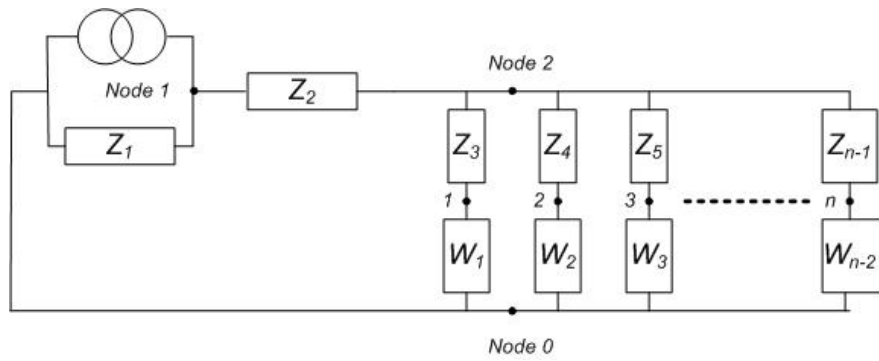 Node 1
Node 2
Z2
Z1
Z3
Z4
Z5
Zn-1
1
2
3
n
W1
W2
W3
Wn-2
Node 0